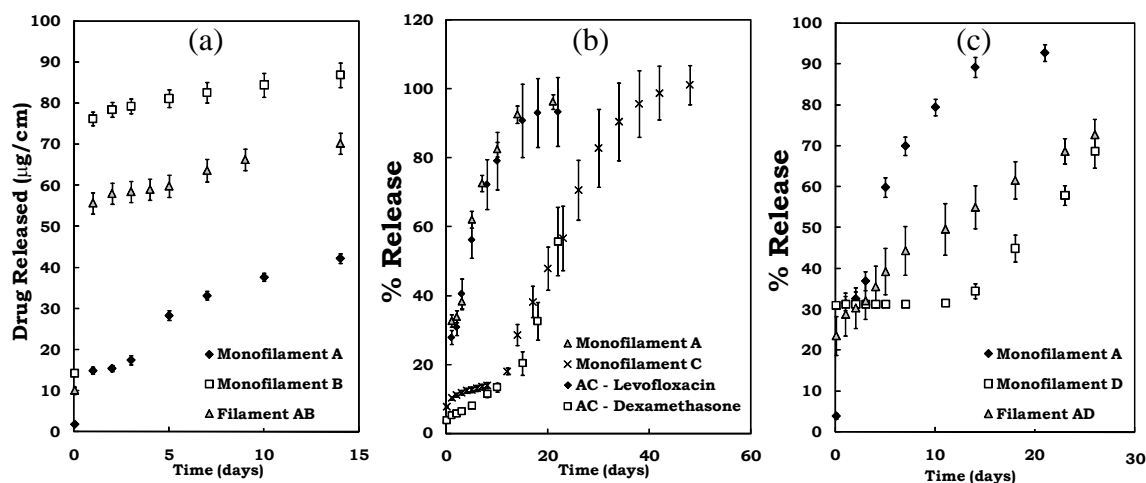 (a)
Drug Released (µg/cm)
90
80
70
60
50
40
30
20
10
0
0
5
10
15
Time (days)
Monofilament A
Monofilament B
Filament AB
(b)
% Release
120
100
80
60
40
20
0
0
20
40
60
Time (days)
Monofilament A
Monofilament C
AC - Levofloxacin
AC - Dexamethasone
(c)
% Release
100
90
80
70
60
50
40
30
20
10
0
0
10
20
30
Time (days)
Monofilament A
Monofilament D
Filament AD